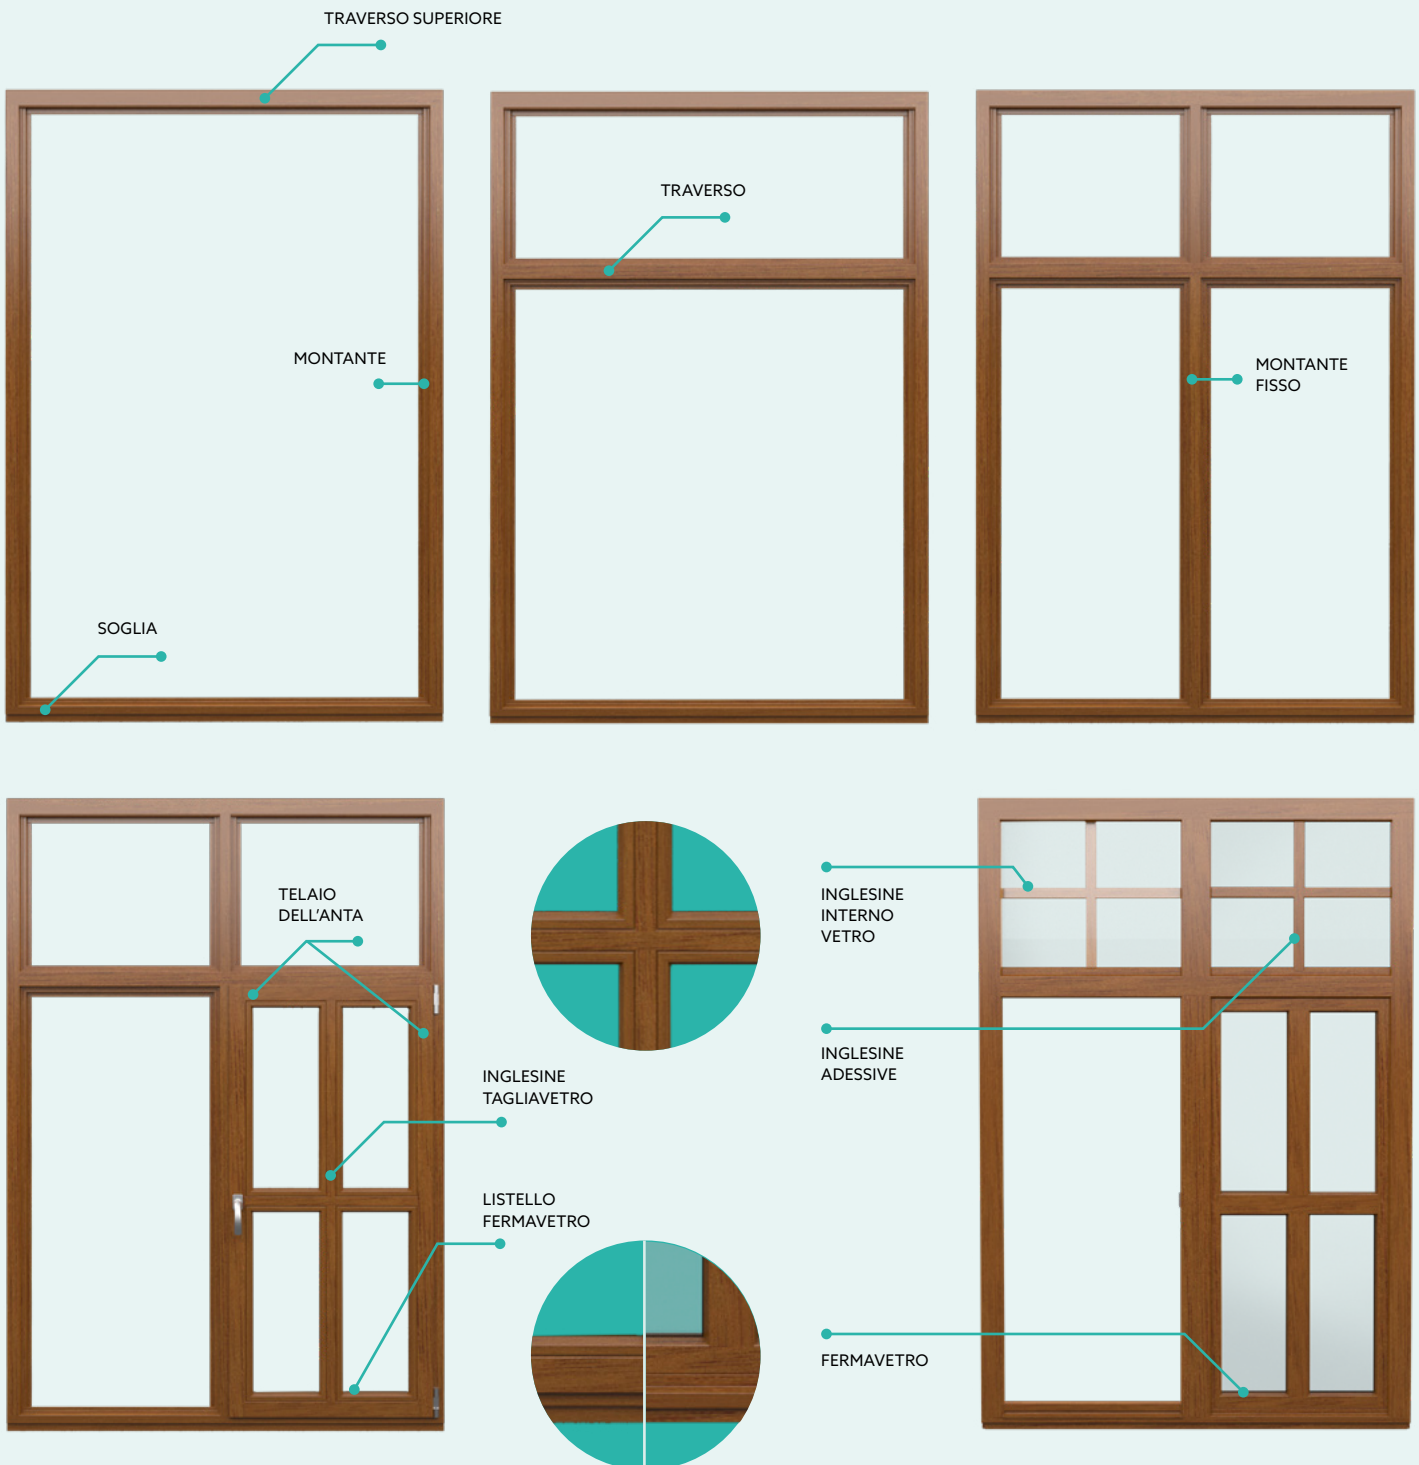 TRAVERSO SUPERIORE
TRAVERSO
MONTANTE
MONTANTE
FISSO
SOGLIA
TELAIO
DELL'ANTA
INGLESINE
INTERNO
VETRO
INGLESINE
ADESSIVE
INGLESINE
TAGLIAVETRO
LISTELLO
FERMAVETRO
FERMAVETRO